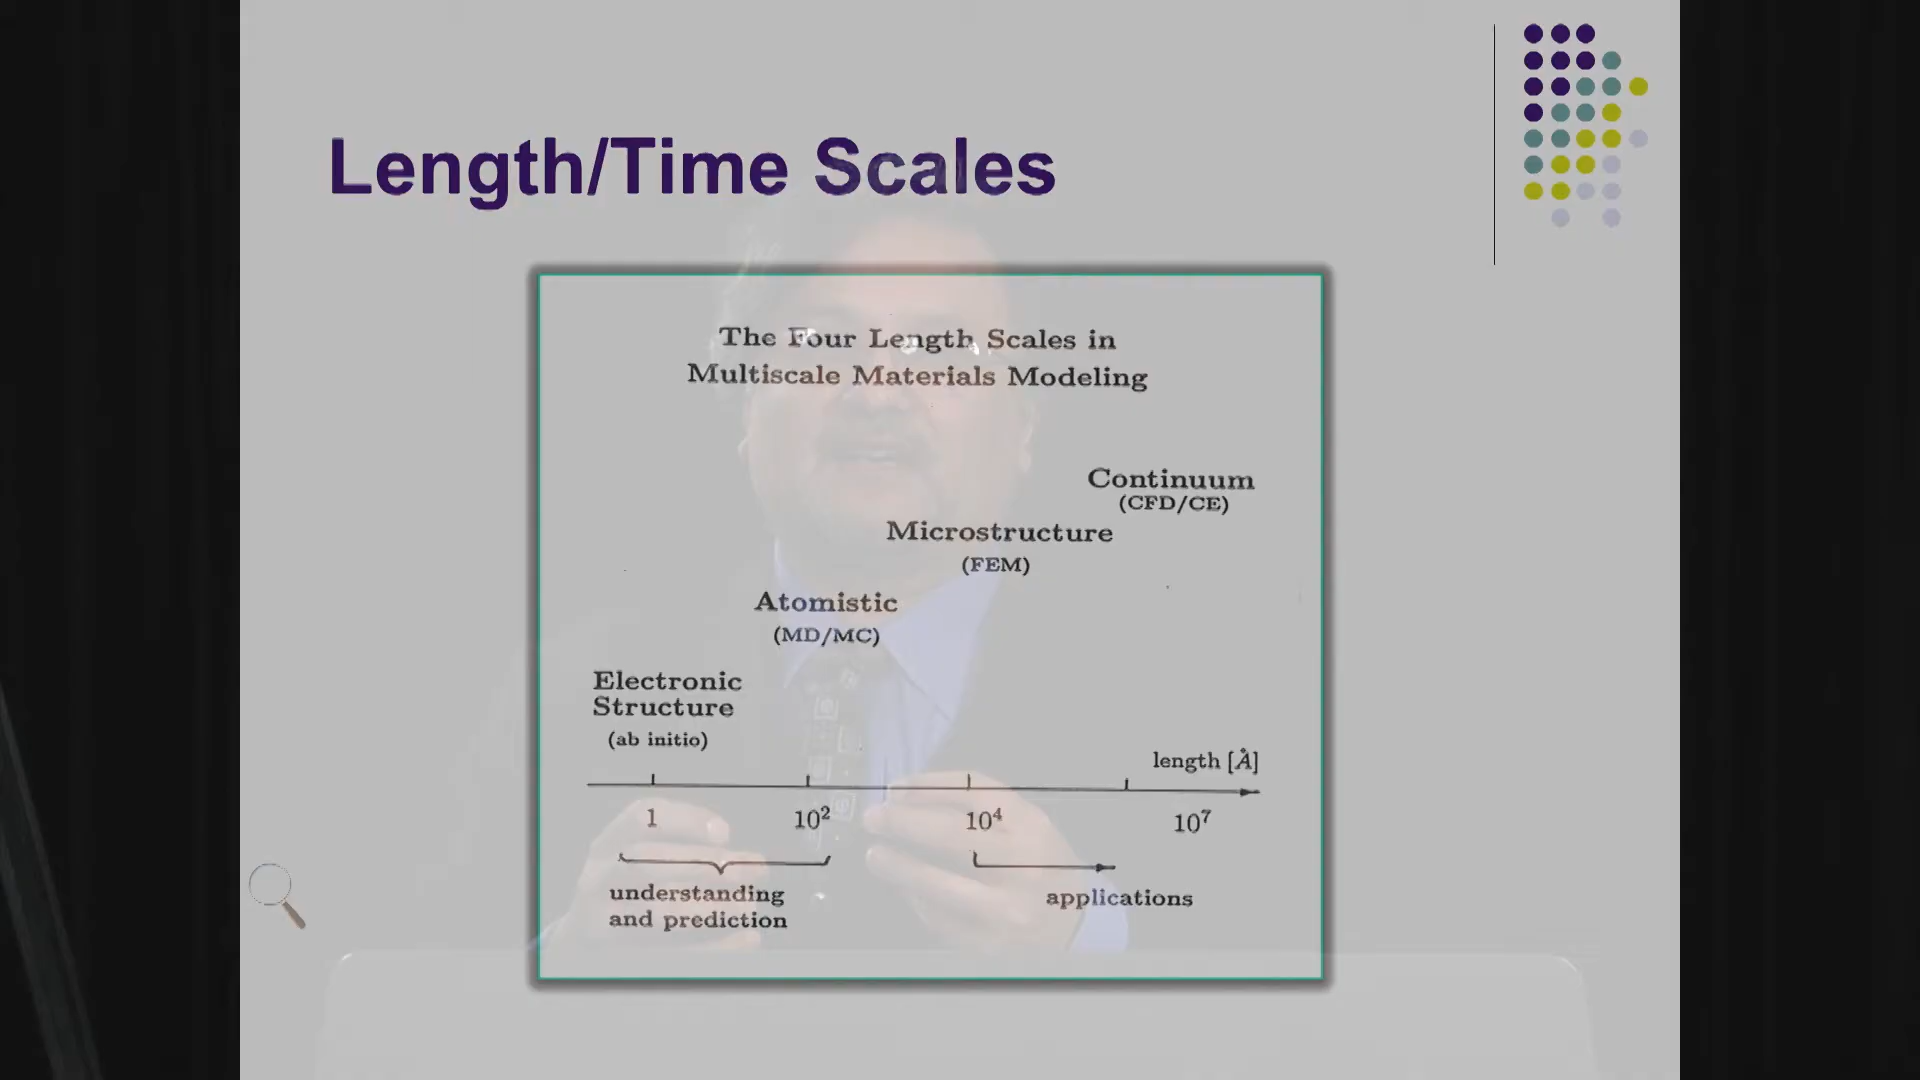 Length/Time Scales
The Four Length Scales in
Multiscale Materials Modeling
Continuum
(CFD/CE)
Microstructure
(FEM)
Atomistic
(MD/MC)
Electronic
Structure
(ab initio)
length [Å]
1 10² 10⁴ 10⁷
understanding
and prediction
applications